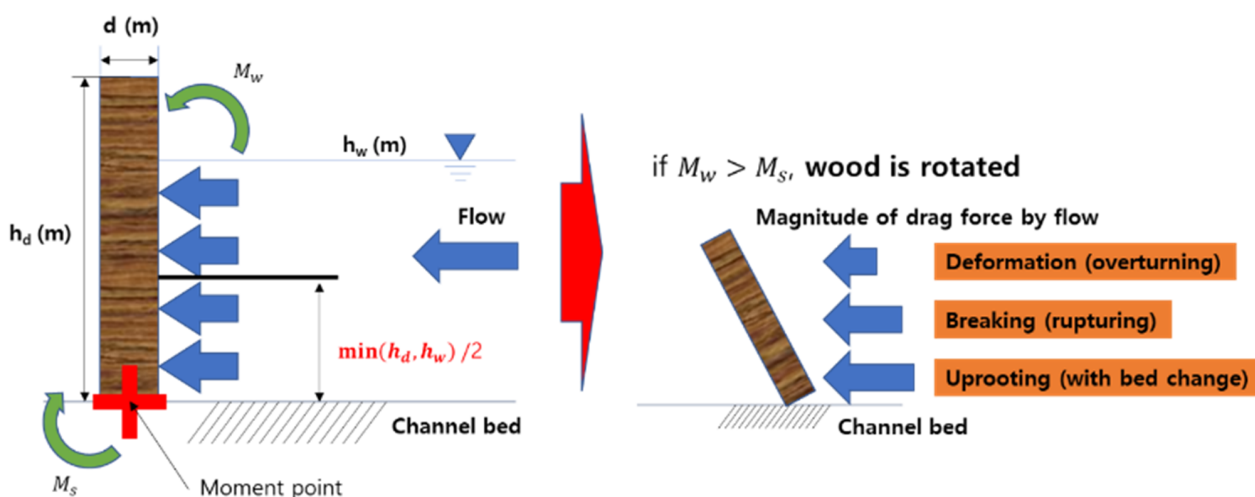 d (m)
M_w
h_w (m)
h_d (m)
Flow
min(h_d, h_w) /2
Channel bed
M_s
Moment point
if M_w > M_s, wood is rotated
Magnitude of drag force by flow
Deformation (overturning)
Breaking (rupturing)
Uprooting (with bed change)
Channel bed